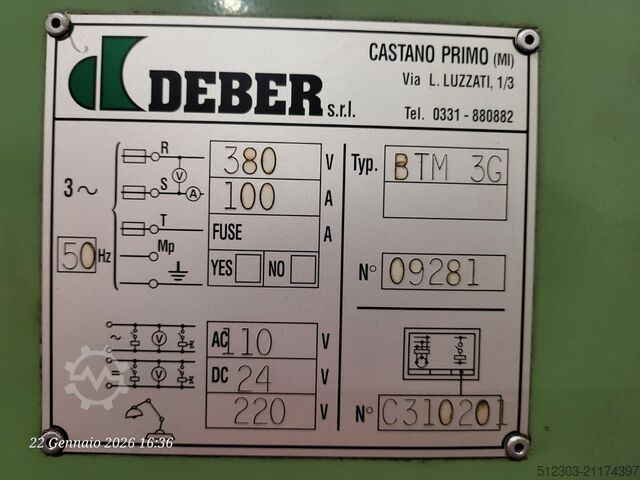 DEBER s.r.l.
CASTANO PRIMO (MI)
Via L. LUZZATI, 1/3
Tel. 0331 - 880882
3 ~
50 Hz
R
V
S
A
T
Mp
380 V
100 A
FUSE A
YES NO
Typ. BTM 3G
N° 09281
~ V
V
AC 110 V
DC 24 V
220 V
N° C310201
22 Gennaio 2026 16:36
512303-21174397